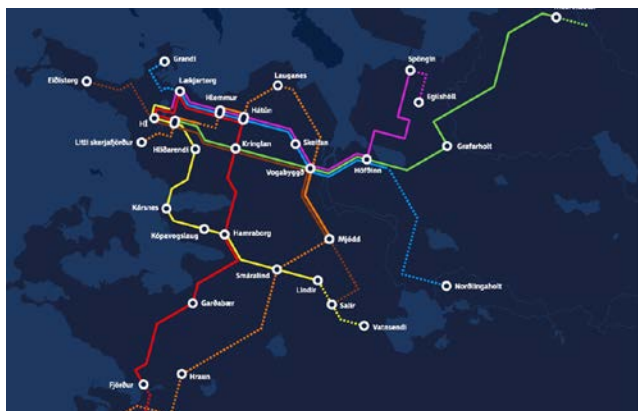 Grandi
Eiðistorg
Lækjartorg
Hlemmur
Hátún
Lauganes
Spöngin
Egilshöll
HÍ
Litli skerjafjörður
Hlíðarendi
Kringlan
Skeifan
Vogabyggð
Höfðinn
Grafarholt
Kársnes
Kópavogslaug
Hamraborg
Mjódd
Smáralind
Lindir
Salir
Norðlingaholt
Vatnsendi
Garðabær
Hraun
Fjörður